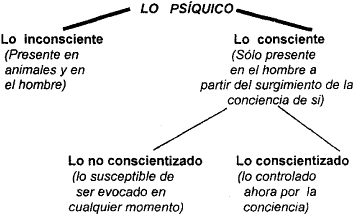 LO PSÍQUICO
Lo inconsciente
(Presente en
animales y en
el hombre)
Lo consciente
(Sólo presente
en el hombre a
partir del surgimiento de la
conciencia de sí)
Lo no conscientizado
(lo susceptible de
ser evocado en
cualquier momento)
Lo conscientizado
(lo controlado
ahora por la
conciencia)